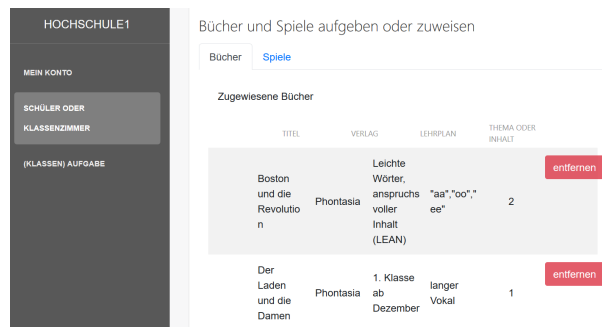 HOCHSCHULE1
MEIN KONTO
SCHÜLER ODER
KLASSENZIMMER
(KLASSEN) AUFGABE
Bücher und Spiele aufgeben oder zuweisen
Bücher
Spiele
Zugewiesene Bücher
TITEL
VERLAG
LEHRPLAN
THEMA ODER
INHALT
Boston
und die
Revolutio
n
Phontasia
Leichte
Wörter,
anspruchs
voller
Inhalt
(LEAN)
"aa","oo","
ee"
2
entfernen
Der
Laden
und die
Damen
Phontasia
1. Klasse
ab
Dezember
langer
Vokal
1
entfernen